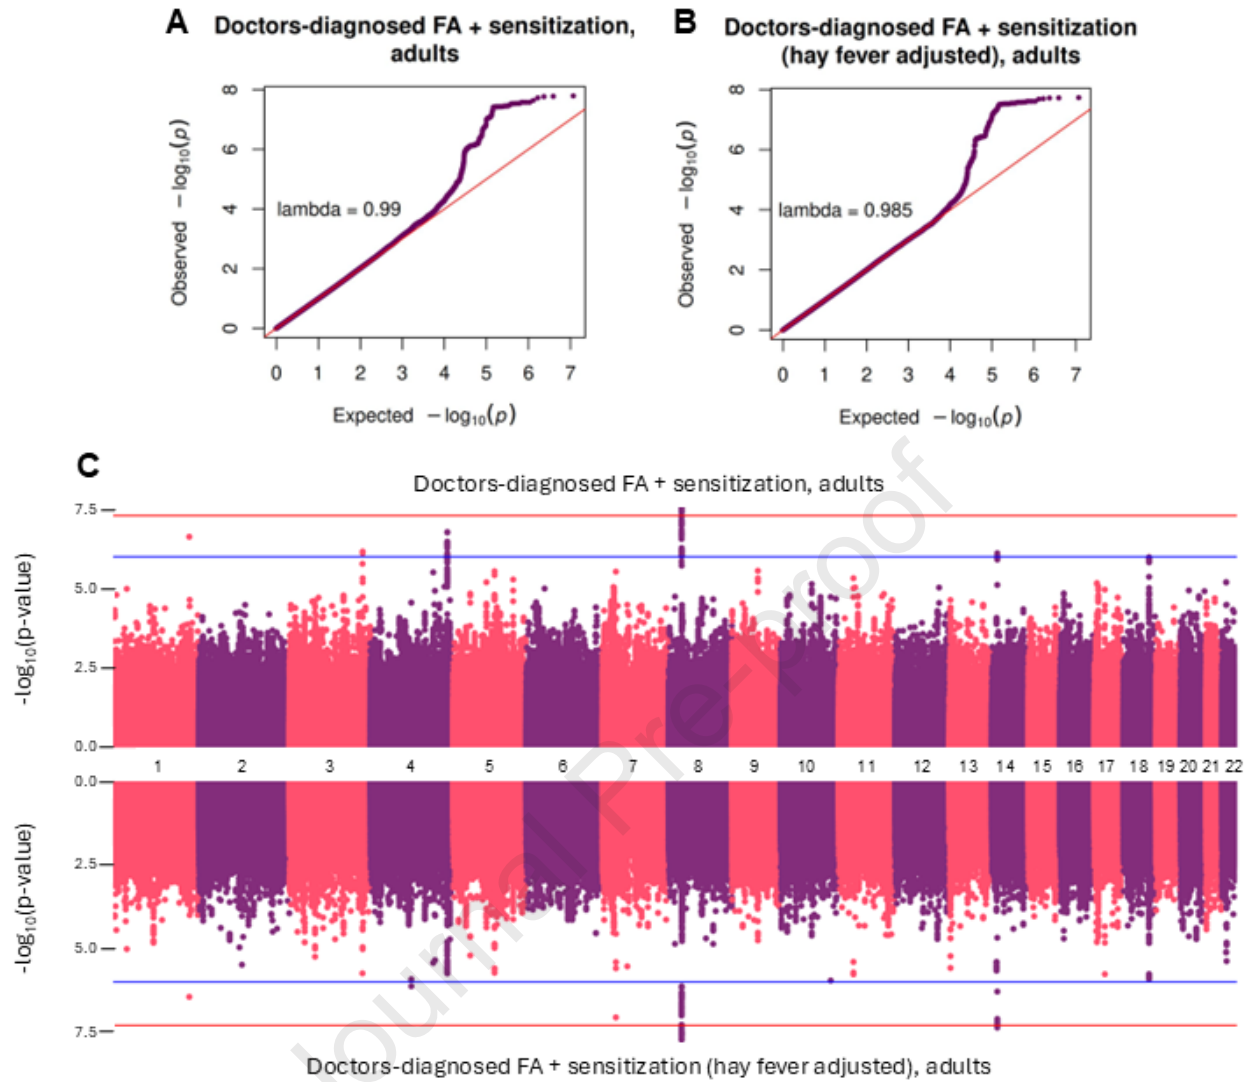 A
Doctors-diagnosed FA + sensitization,
adults
B
Doctors-diagnosed FA + sensitization
(hay fever adjusted), adults
8
6
4
2
0
Observed −log10(p)
lambda = 0.99
0 1 2 3 4 5 6 7
Expected −log10(p)
8
6
4
2
0
Observed −log10(p)
lambda = 0.985
0 1 2 3 4 5 6 7
Expected −log10(p)
C
Doctors-diagnosed FA + sensitization, adults
7.5
5.0
2.5
0.0
-log10(p-value)
1 2 3 4 5 6 7 8 9 10 11 12 13 14 15 16 17 18 19 20 21 22
0.0
2.5
5.0
7.5
-log10(p-value)
Doctors-diagnosed FA + sensitization (hay fever adjusted), adults
Journal Pre-proof